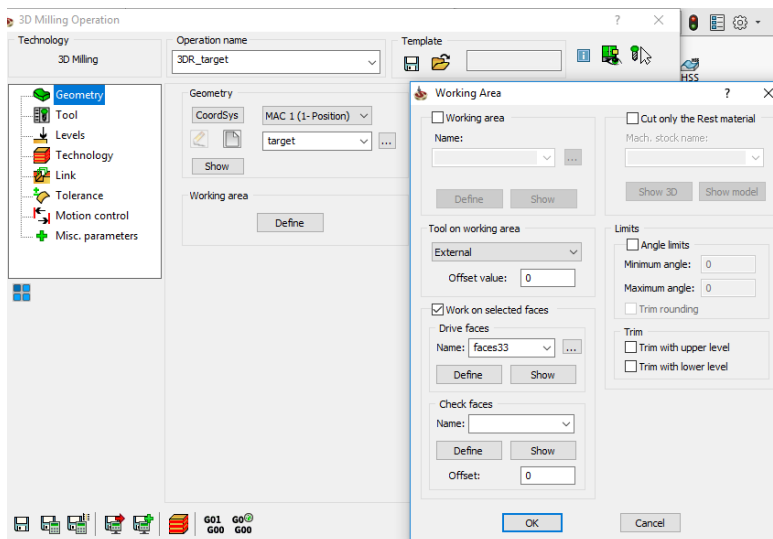 3D Milling Operation
?
Technology
3D Milling
Operation name
3DR_target
Template
HSS
Geometry
Tool
Levels
Technology
Link
Tolerance
Motion control
Misc. parameters
Geometry
CoordSys
MAC 1 (1- Position)
target
...
Show
Working area
Define
G01
G00
G0
G00
Working Area
?
Working area
Name:
...
Define
Show
Tool on working area
External
Offset value:
0
Work on selected faces
Drive faces
Name:
faces33
...
Define
Show
Check faces
Name:
Define
Show
Offset:
0
Cut only the Rest material
Mach. stock name:
Show 3D
Show model
Limits
Angle limits
Minimum angle:
0
Maximum angle:
0
Trim rounding
Trim
Trim with upper level
Trim with lower level
OK
Cancel